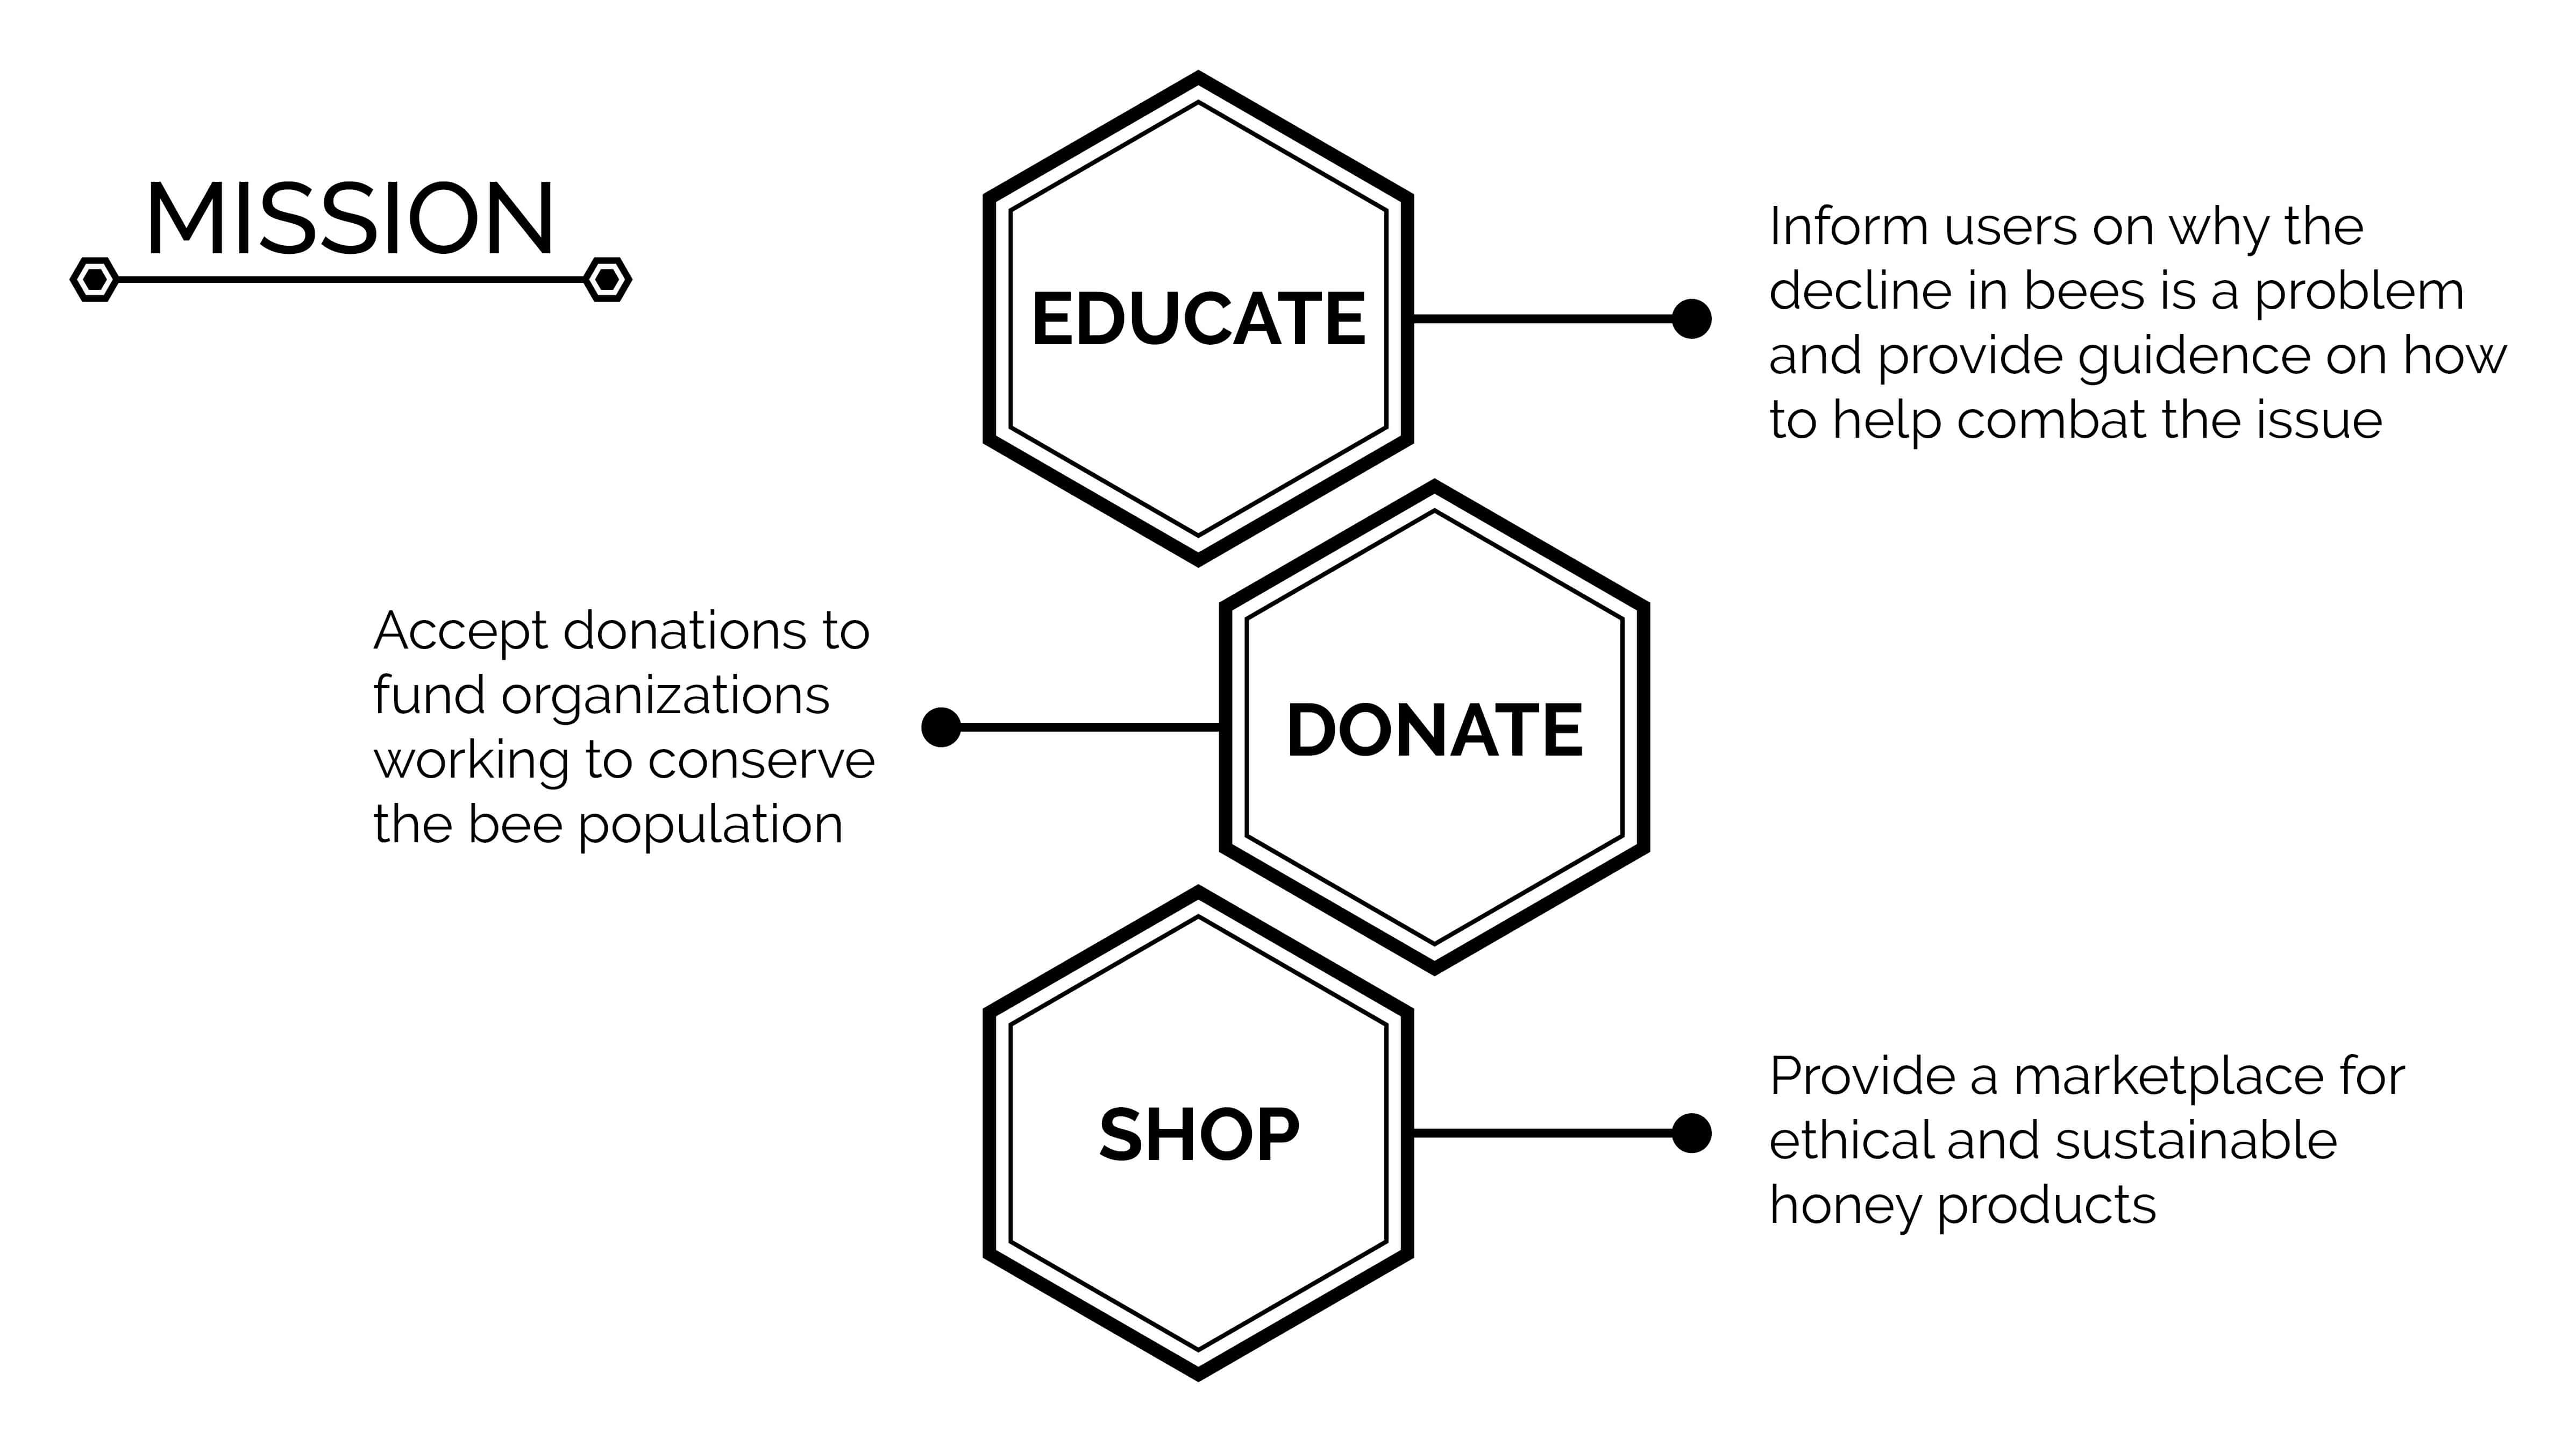 MISSION
EDUCATE
Inform users on why the
decline in bees is a problem
and provide guidence on how
to help combat the issue
Accept donations to
fund organizations
working to conserve
the bee population
DONATE
SHOP
Provide a marketplace for
ethical and sustainable
honey products